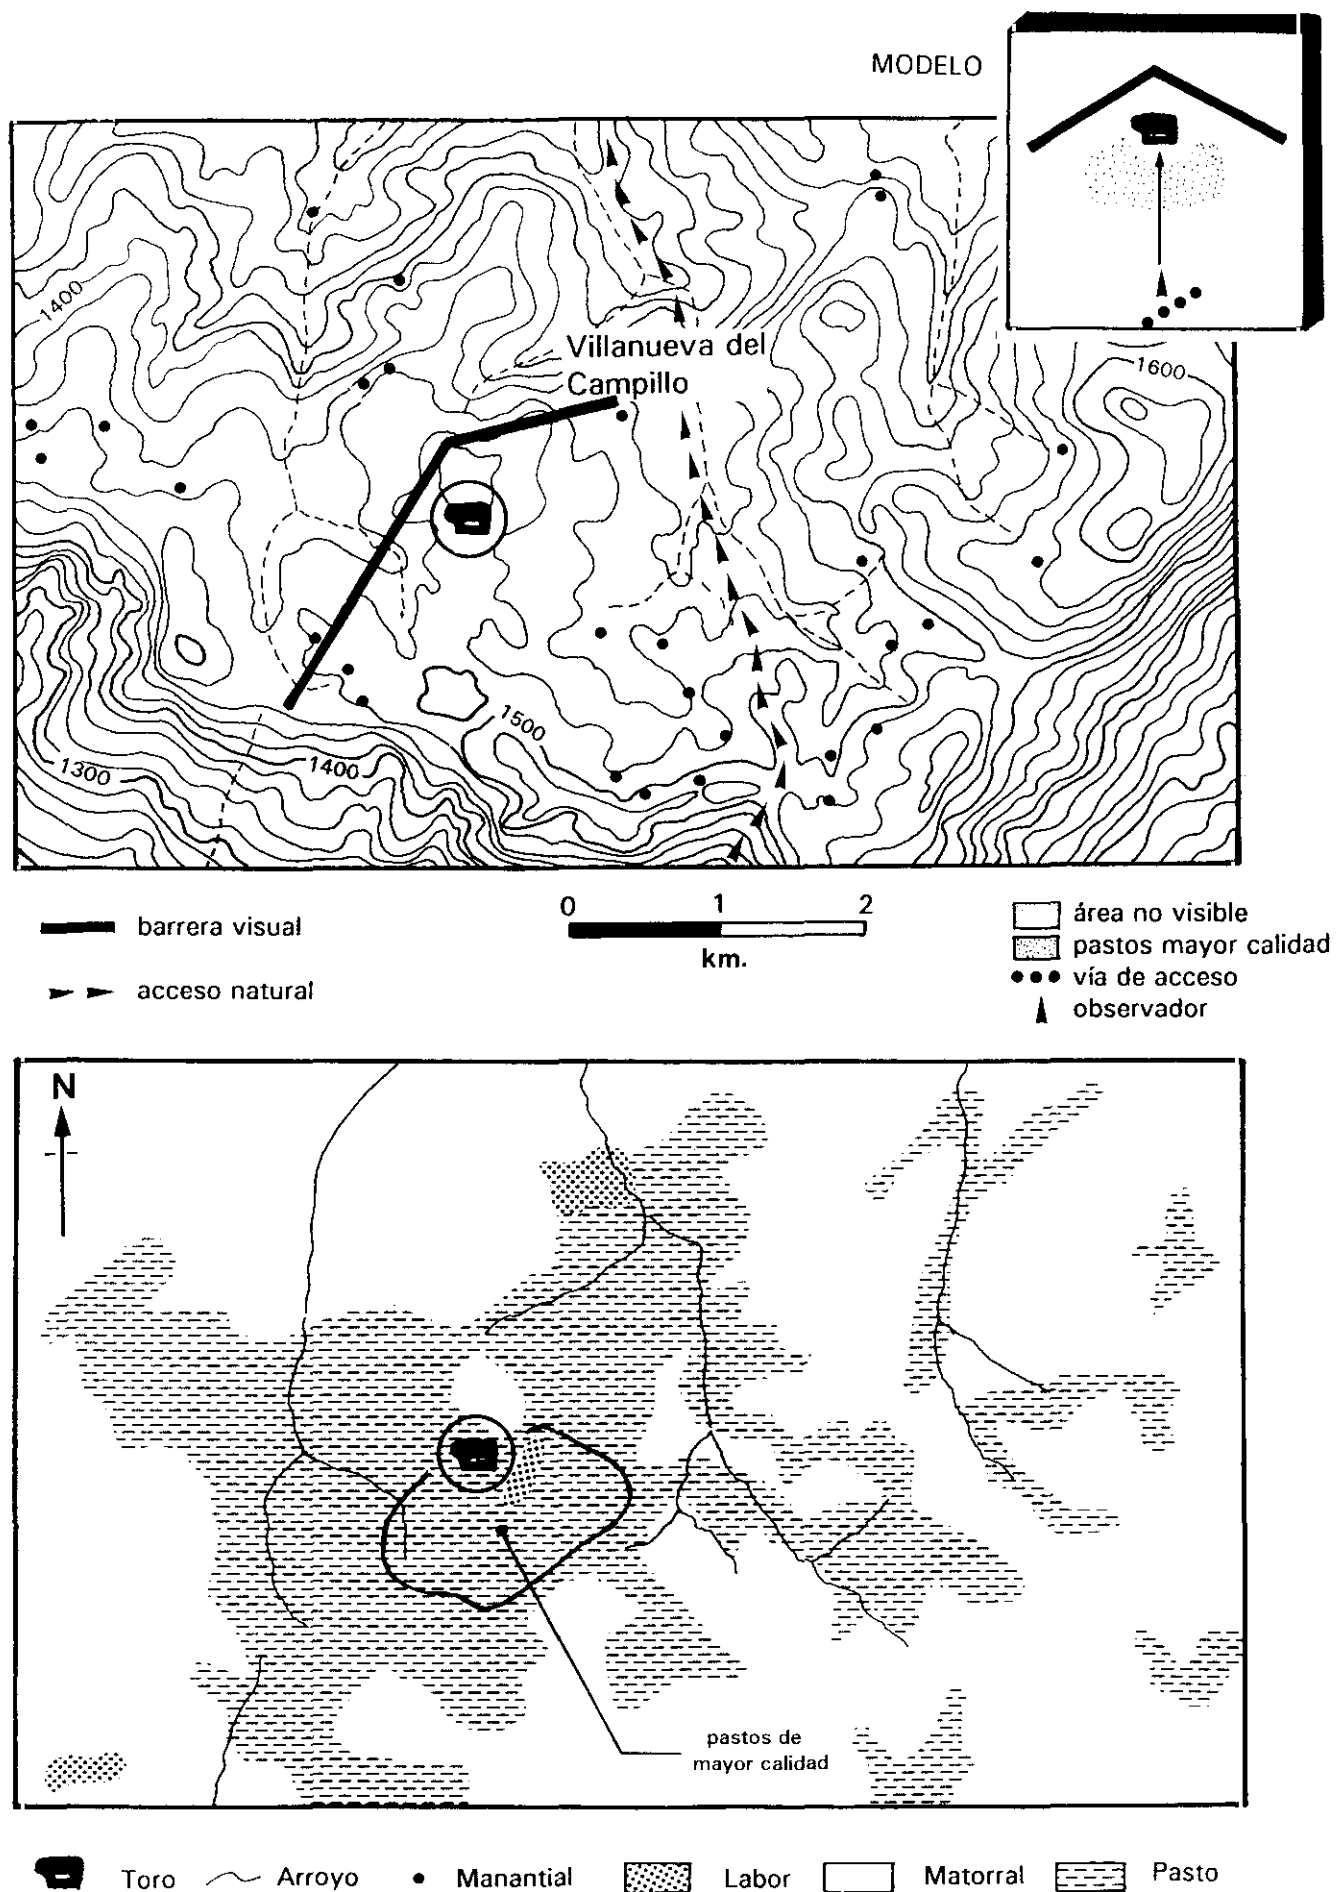 MODELO
1400
Villanueva del
Campillo
1600
1500
1400
1300
barrera visual
acceso natural
0 1 2
km.
área no visible
pastos mayor calidad
vía de acceso
observador
N
pastos de
mayor calidad
Toro Arroyo Manantial Labor Matorral Pasto